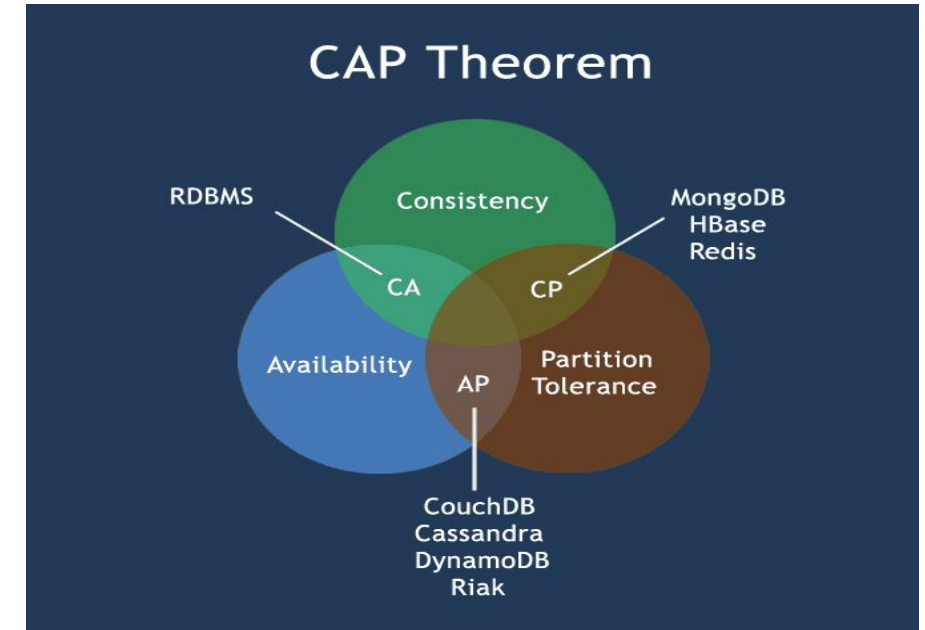 CAP Theorem
RDBMS
Consistency
MongoDB
HBase
Redis
CA
CP
Availability
Partition
Tolerance
AP
CouchDB
Cassandra
DynamoDB
Riak